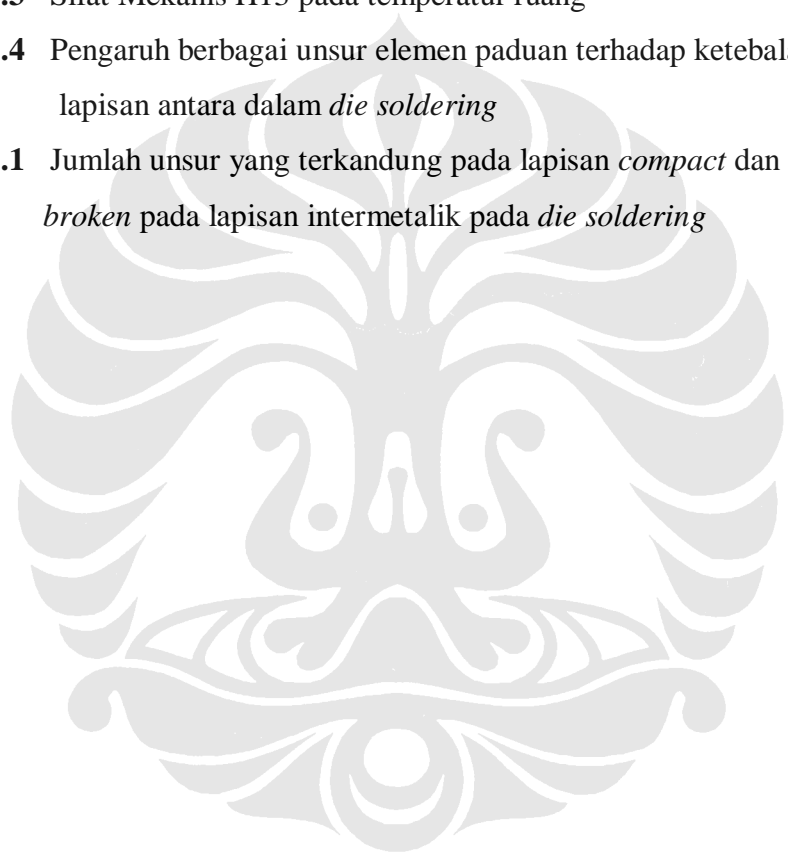 .3 Sifat Mekanis H13 pada temperatur ruang
.4 Pengaruh berbagai unsur elemen paduan terhadap
lapisan antara dalam die soldering
.1 Jumlah unsur yang terkandung pada lapisan compact dan
broken pada lapisan intermetalik pada die soldering